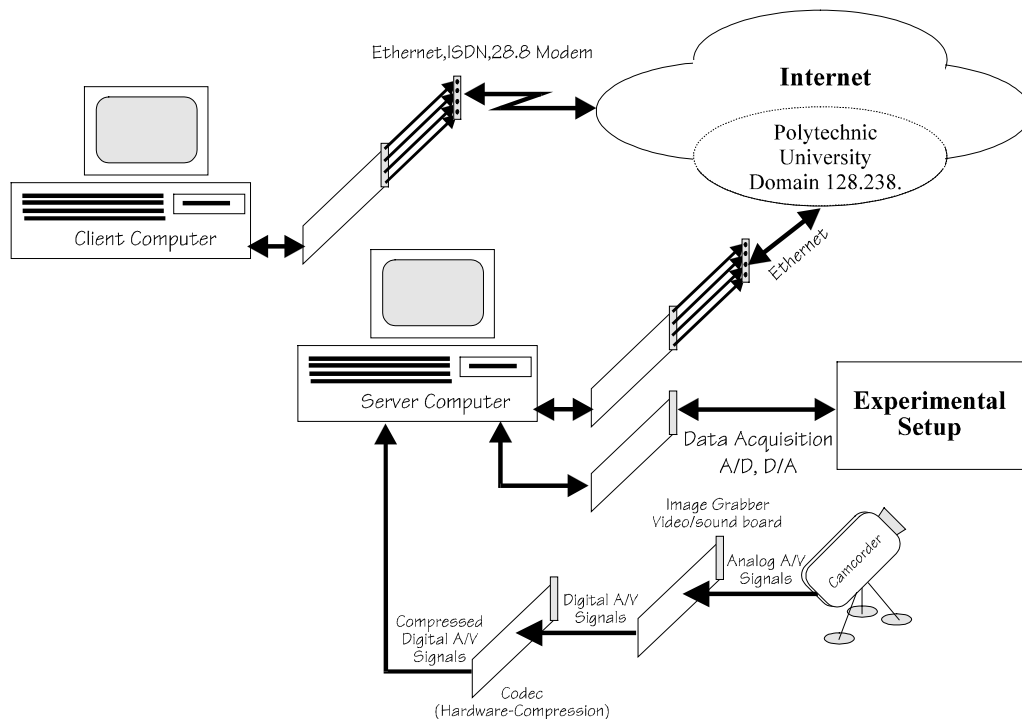 Ethernet,ISDN,28.8 Modem
Internet
Polytechnic
University
Domain 128.238.
Client Computer
Ethernet
Server Computer
Experimental
Setup
Data Acquisition
A/D, D/A
Image Grabber
Video/sound board
Camcorder
Analog A/V
Signals
Digital A/V
Signals
Compressed
Digital A/V
Signals
Codec
(Hardware-Compression)